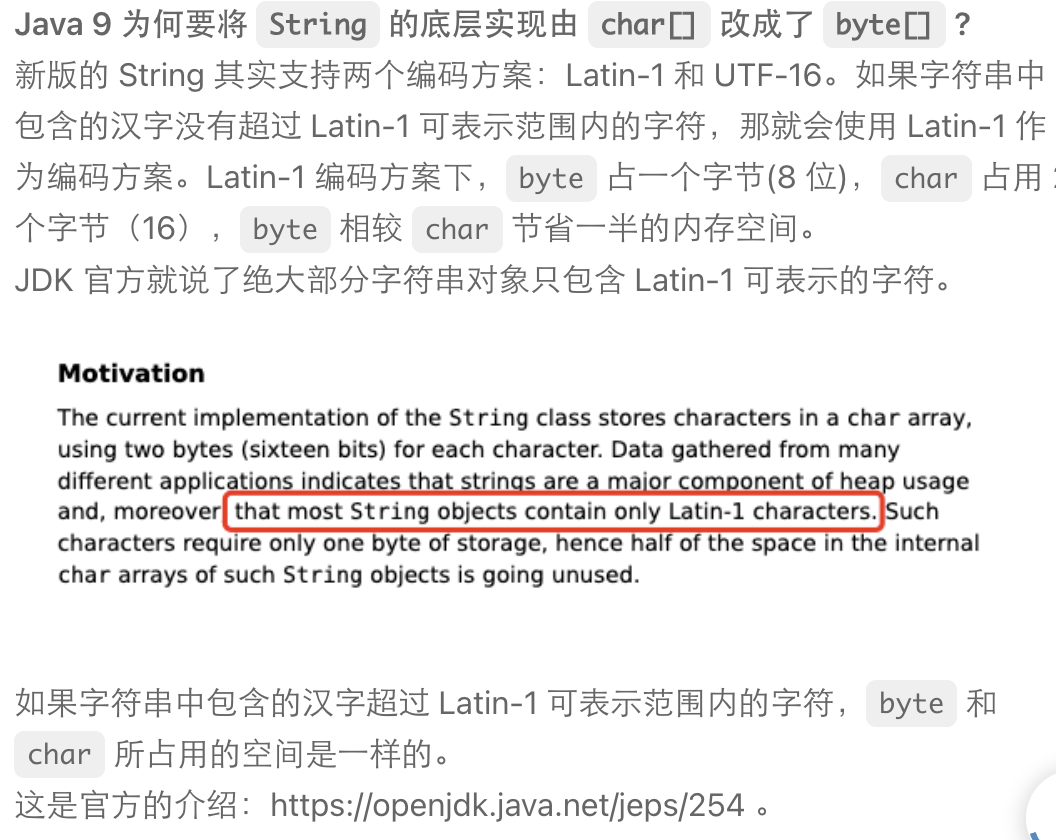 Java 9 为何要将 String 的底层实现由 char[] 改成了 byte[] ?
新版的 String 其实支持两个编码方案：Latin-1 和 UTF-16。如果字符串中
包含的汉字没有超过 Latin-1 可表示范围内的字符，那就会使用 Latin-1 作
为编码方案。Latin-1 编码方案下，byte 占一个字节(8 位)，char 占用
个字节（16），byte 相较 char 节省一半的内存空间。
JDK 官方就说了绝大部分字符串对象只包含 Latin-1 可表示的字符。
Motivation
The current implementation of the String class stores characters in a char array,
using two bytes (sixteen bits) for each character. Data gathered from many
different applications indicates that strings are a major component of heap usage
and, moreover that most String objects contain only Latin-1 characters. Such
characters require only one byte of storage, hence half of the space in the internal
char arrays of such String objects is going unused.
如果字符串中包含的汉字超过 Latin-1 可表示范围内的字符，byte 和
char 所占用的空间是一样的。
这是官方的介绍：https://openjdk.java.net/jeps/254 。